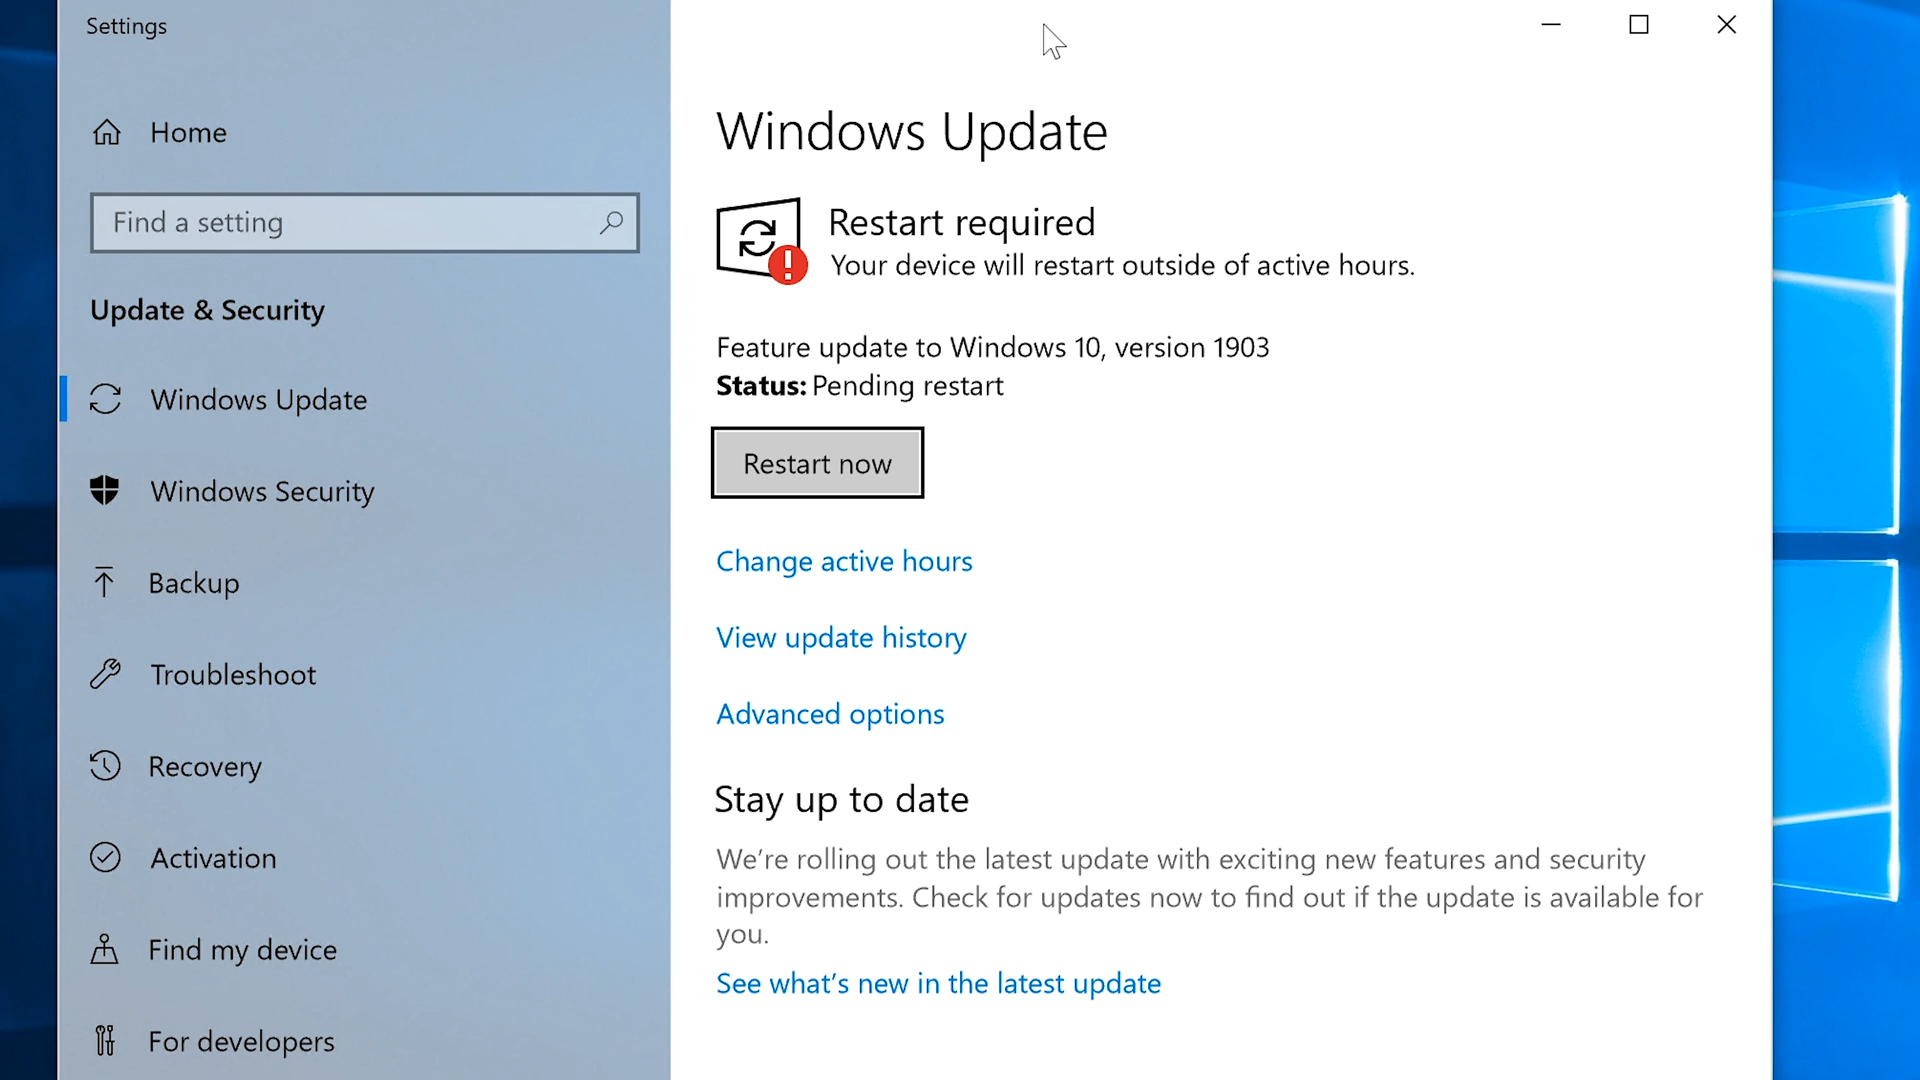 Settings
Home
Find a setting
Update & Security
Windows Update
Windows Security
Backup
Troubleshoot
Recovery
Activation
Find my device
For developers
Windows Update
Restart required
Your device will restart outside of active hours.
Feature update to Windows 10, version 1903
Status: Pending restart
Restart now
Change active hours
View update history
Advanced options
Stay up to date
We’re rolling out the latest update with exciting new features and security
improvements. Check for updates now to find out if the update is available for
you.
See what’s new in the latest update